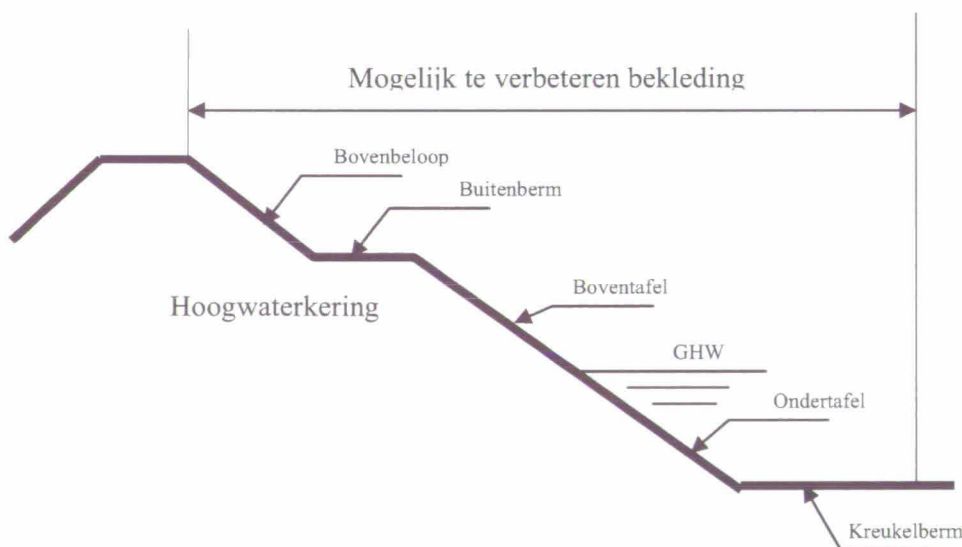 Mogelijk te verbeteren bekleding
Bovenbeloop
Buitenberm
Boventafel
Hoogwaterkering
GHW
Ondertafel
Kreukelberm